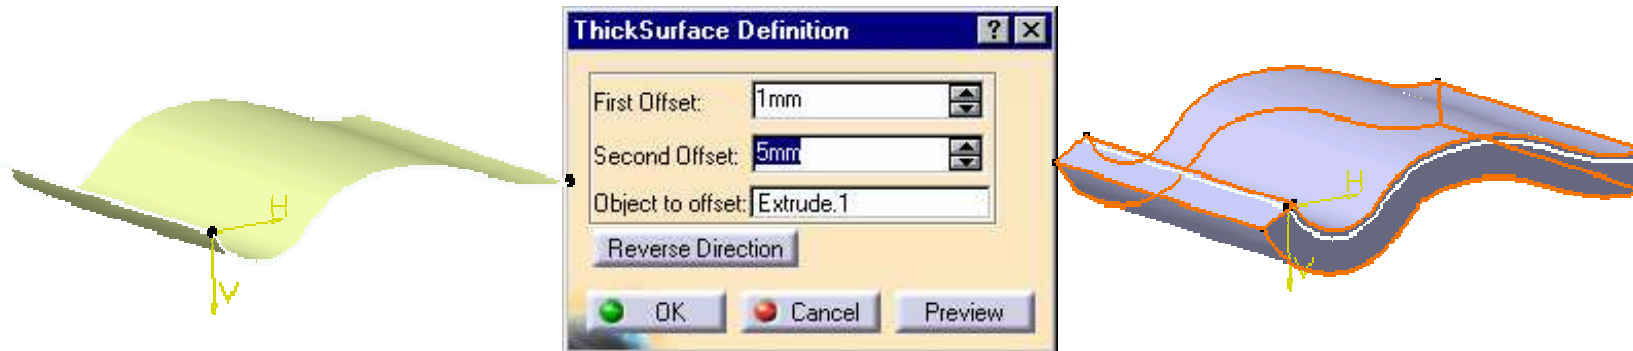 ThickSurface Definition
First Offset: 1mm
Second Offset: 5mm
Object to offset: Extrude.1
Reverse Direction
OK Cancel Preview
H
V
H
V